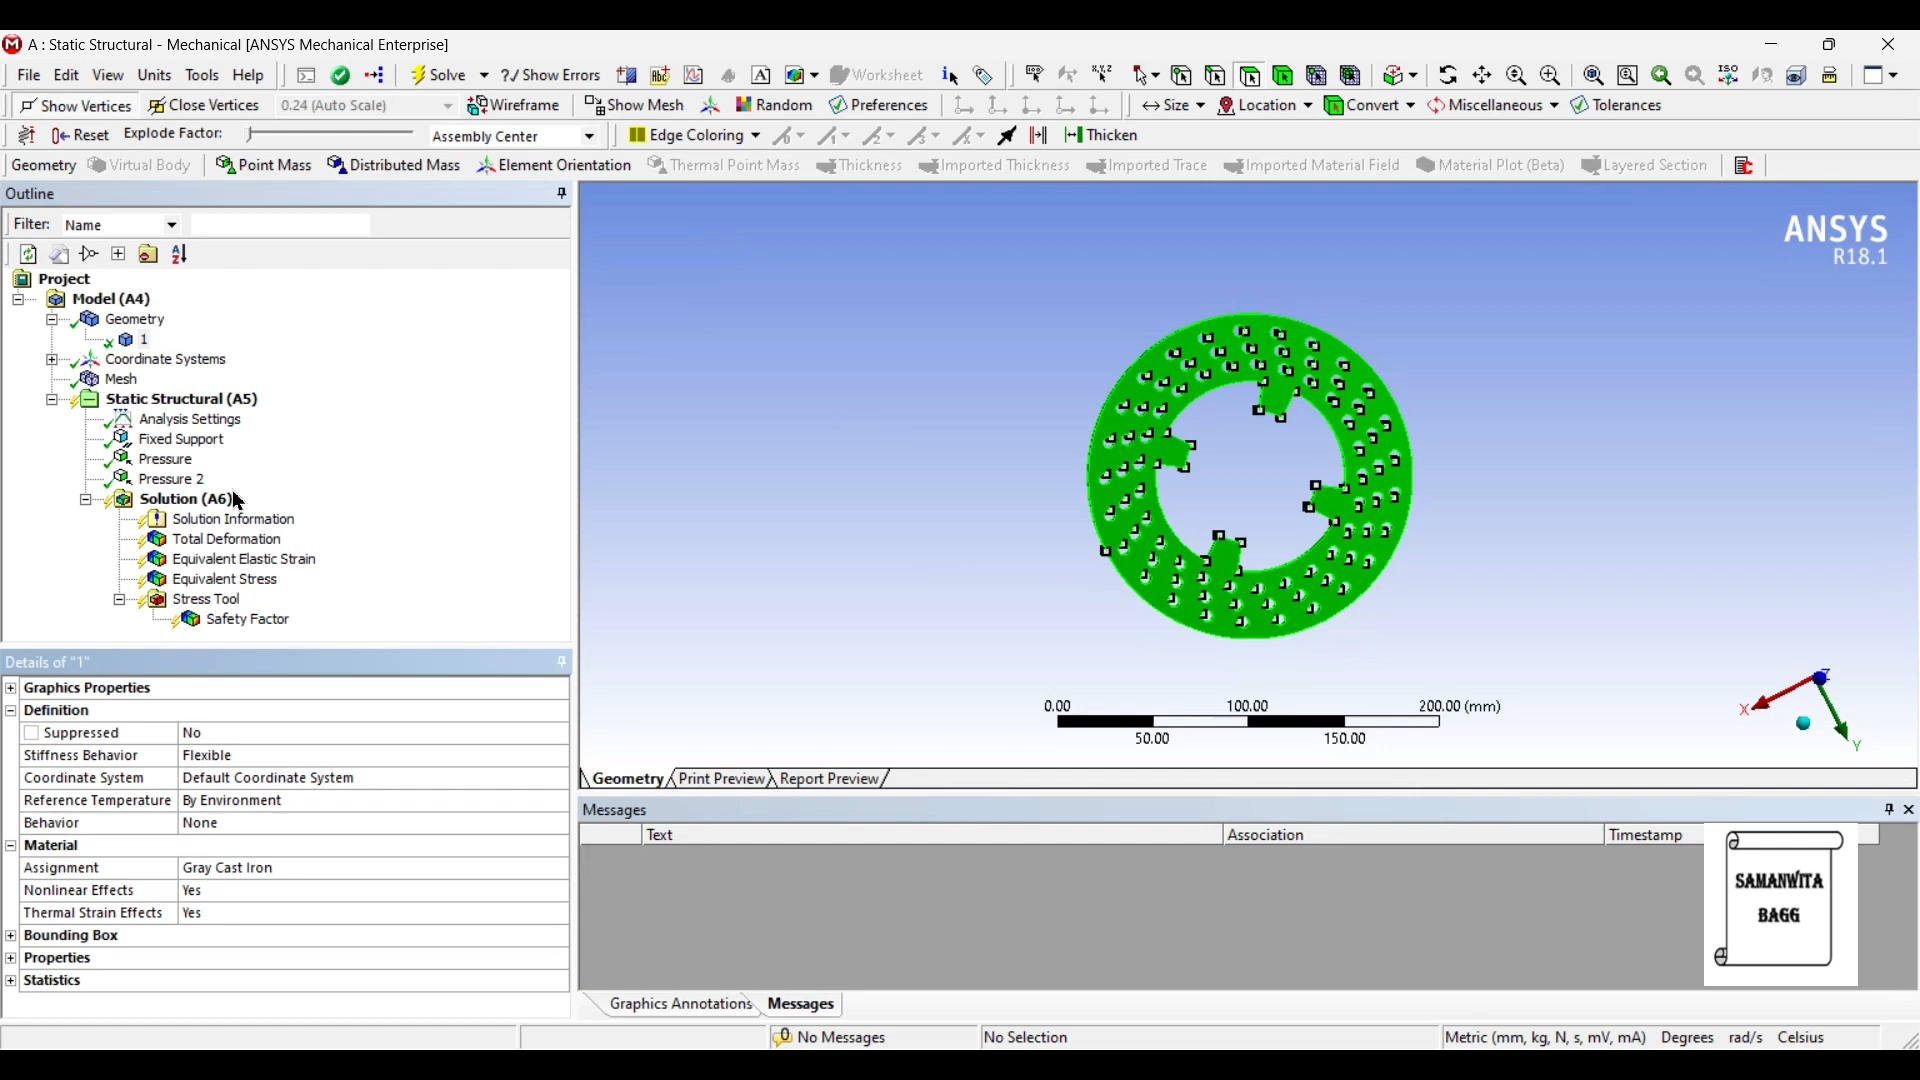 A : Static Structural - Mechanical [ANSYS Mechanical Enterprise]
File Edit View Units Tools Help Solve ?/ Show Errors Worksheet
Show Vertices Close Vertices 0.24 (Auto Scale) Wireframe Show Mesh Random Preferences Size Location Convert Miscellaneous Tolerances
Reset Explode Factor: Assembly Center Edge Coloring Thicken
Geometry Virtual Body Point Mass Distributed Mass Element Orientation Thermal Point Mass Thickness Imported Thickness Imported Trace Imported Material Field Material Plot (Beta) Layered Section
Outline
Filter: Name
Project
Model (A4)
Geometry
1
Coordinate Systems
Mesh
Static Structural (A5)
Analysis Settings
Fixed Support
Pressure
Pressure 2
Solution (A6)
Solution Information
Total Deformation
Equivalent Elastic Strain
Equivalent Stress
Stress Tool
Safety Factor
Details of "1"
Graphics Properties
Definition
Suppressed No
Stiffness Behavior Flexible
Coordinate System Default Coordinate System
Reference Temperature By Environment
Behavior None
Material
Assignment Gray Cast Iron
Nonlinear Effects Yes
Thermal Strain Effects Yes
Bounding Box
Properties
Statistics
ANSYS
R18.1
0.00 100.00 200.00 (mm)
50.00 150.00
X Y Z
Geometry Print Preview Report Preview
Messages
Text Association Timestamp
SAMANWITA
BAGG
Graphics Annotations Messages
No Messages No Selection Metric (mm, kg, N, s, mV, mA) Degrees rad/s Celsius